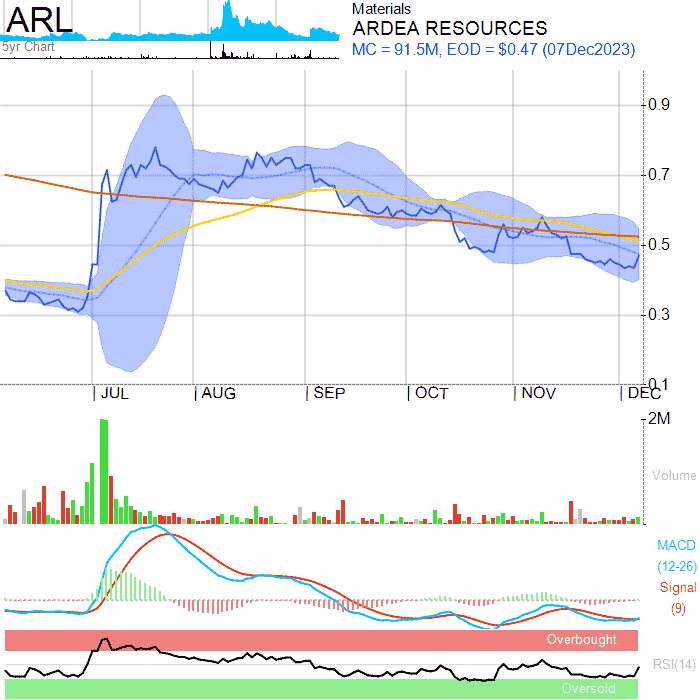 ARL
5yr Chart
Materials
ARDEA RESOURCES
MC = 91.5M, EOD = $0.47 (07Dec2023)
0.9
0.7
0.5
0.3
0.1
JUL AUG SEP OCT NOV DEC
2M
Volume
MACD
(12-26)
Signal
(9)
Overbought
RSI(14)
Oversold